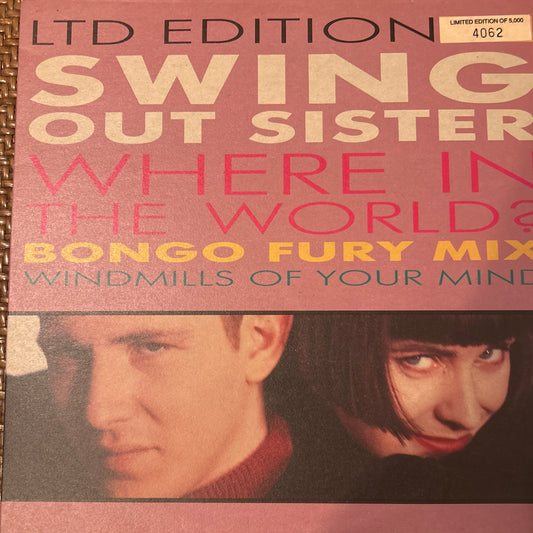 LTD EDITION
LIMITED EDITION OF 5,000
4062
SWING
OUT SISTER
WHERE IN
THE WORLD?
BONGO FURY MIX
WINDMILLS OF YOUR MIND